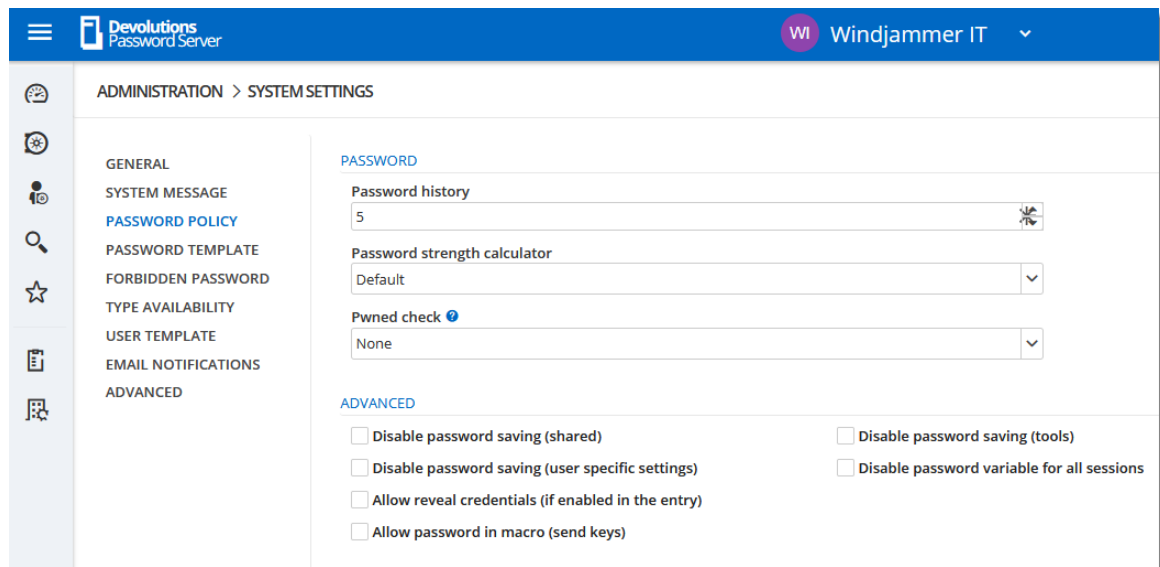 Devolutions
Password Server
WI Windjammer IT
ADMINISTRATION > SYSTEM SETTINGS
GENERAL
SYSTEM MESSAGE
PASSWORD POLICY
PASSWORD TEMPLATE
FORBIDDEN PASSWORD
TYPE AVAILABILITY
USER TEMPLATE
EMAIL NOTIFICATIONS
ADVANCED
PASSWORD
Password history
5
Password strength calculator
Default
Pwned check ?
None
ADVANCED
Disable password saving (shared)
Disable password saving (tools)
Disable password saving (user specific settings)
Disable password variable for all sessions
Allow reveal credentials (if enabled in the entry)
Allow password in macro (send keys)